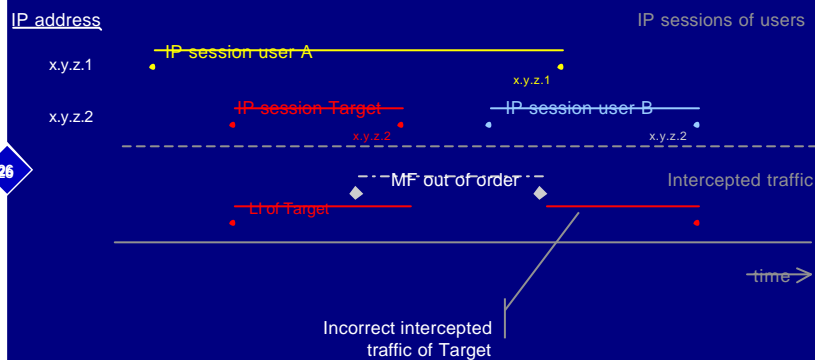 IP address
IP sessions of users
IP session user A
x.y.z.1
x.y.z.1
IP session Target
IP session user B
x.y.z.2
x.y.z.2
x.y.z.2
26
MF out of order
Intercepted traffic
LI of Target
time
Incorrect intercepted
traffic of Target